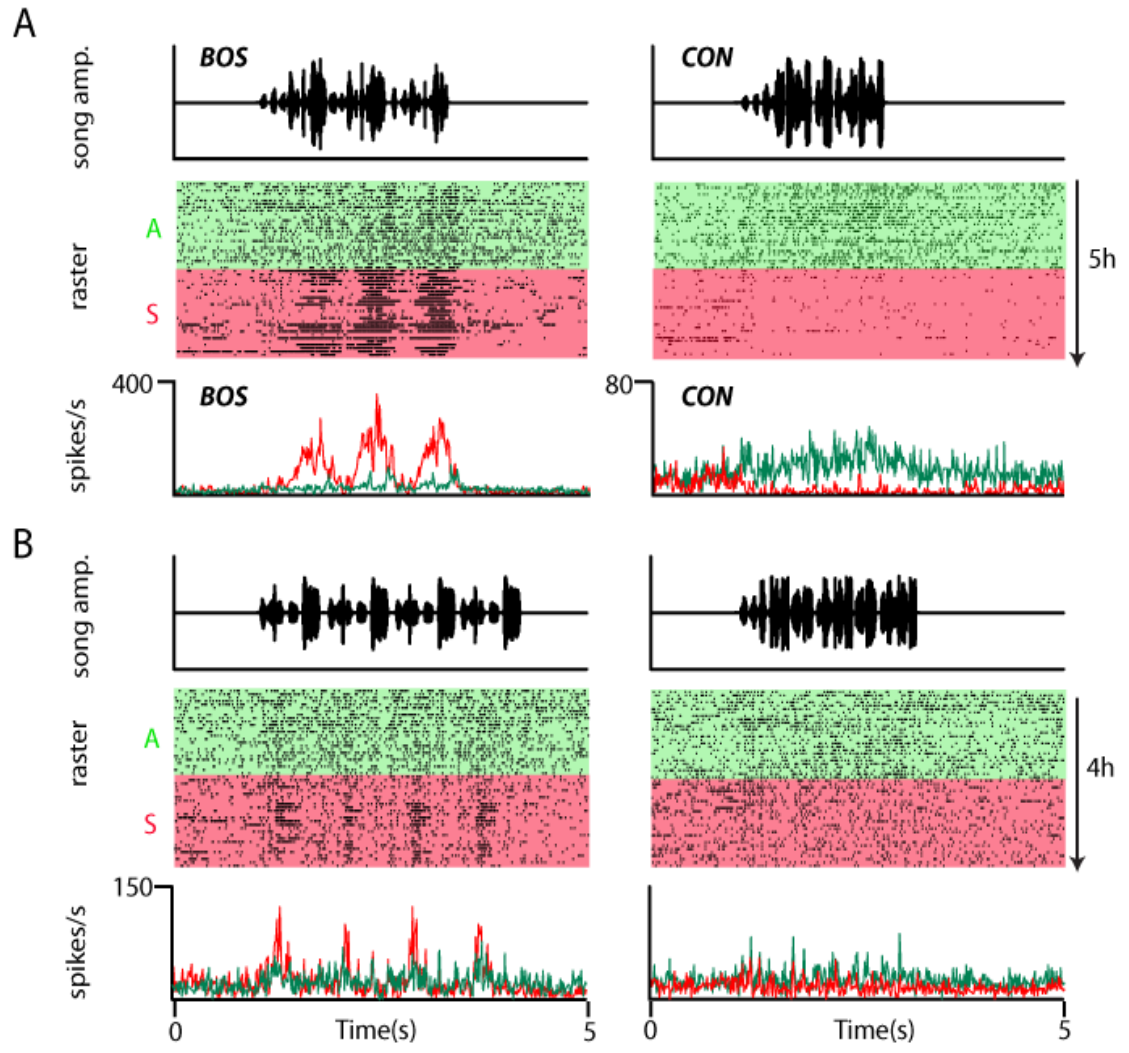 A
song amp.
BOS
CON
raster
A
S
5h
spikes/s
400
BOS
80
CON
B
song amp.
raster
A
S
4h
spikes/s
150
0
Time(s)
5
0
Time(s)
5